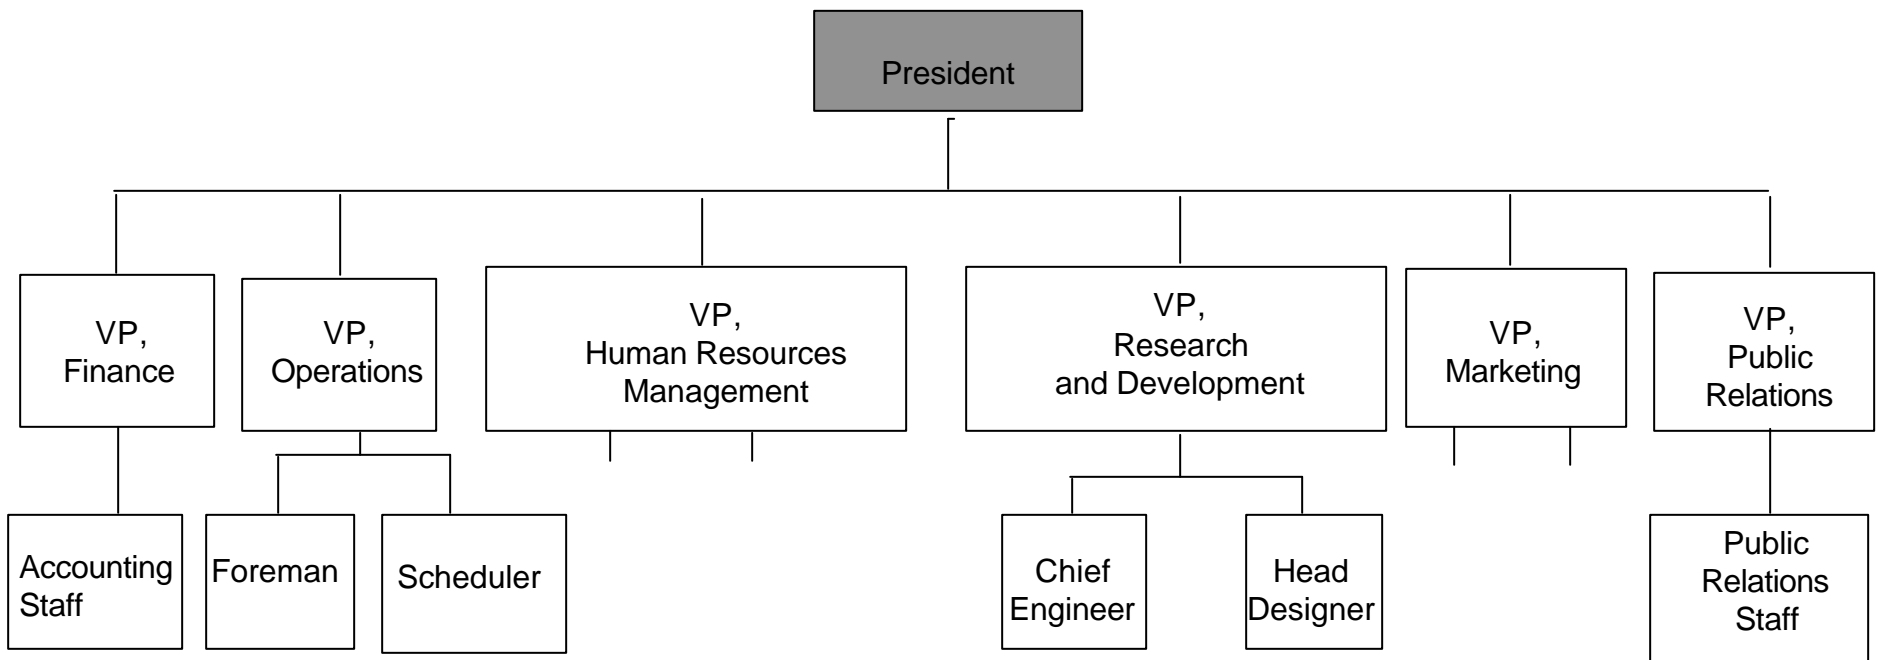 President
VP,
Finance
VP,
Operations
VP,
Human Resources
Management
VP,
Research
and Development
VP,
Marketing
VP,
Public
Relations
Accounting
Staff
Foreman
Scheduler
Chief
Engineer
Head
Designer
Public
Relations
Staff